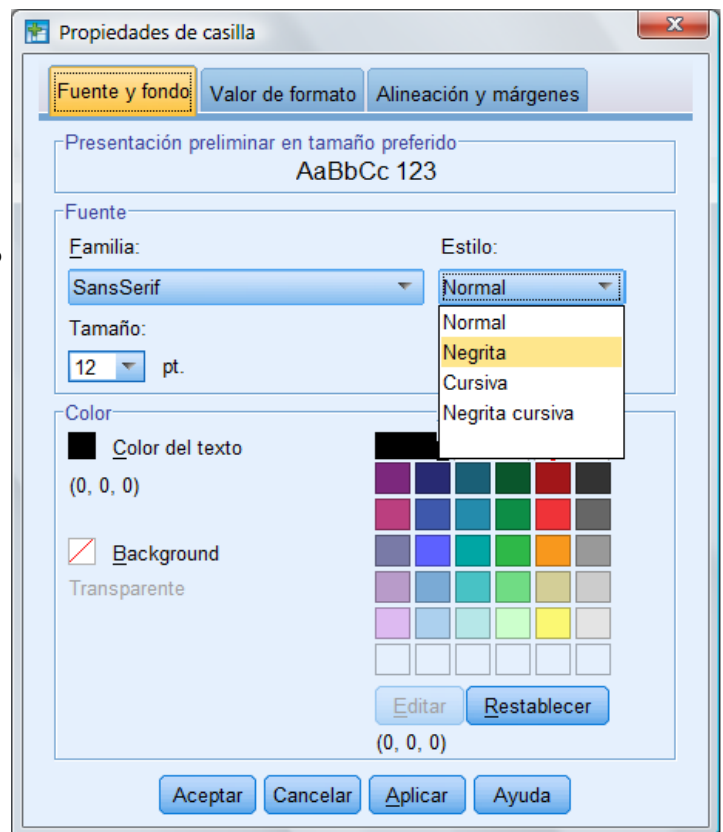 Propiedades de casilla
Fuente y fondo Valor de formato Alineación y márgenes
Presentación preliminar en tamaño preferido
AaBbCc 123
Fuente
Familia: Estilo:
SansSerif Normal
Tamaño: Normal
12 pt. Negrita
Cursiva
Negrita cursiva
Color
Color del texto
(0, 0, 0)
Background
Transparente
Editar Restablecer
(0, 0, 0)
Aceptar Cancelar Aplicar Ayuda